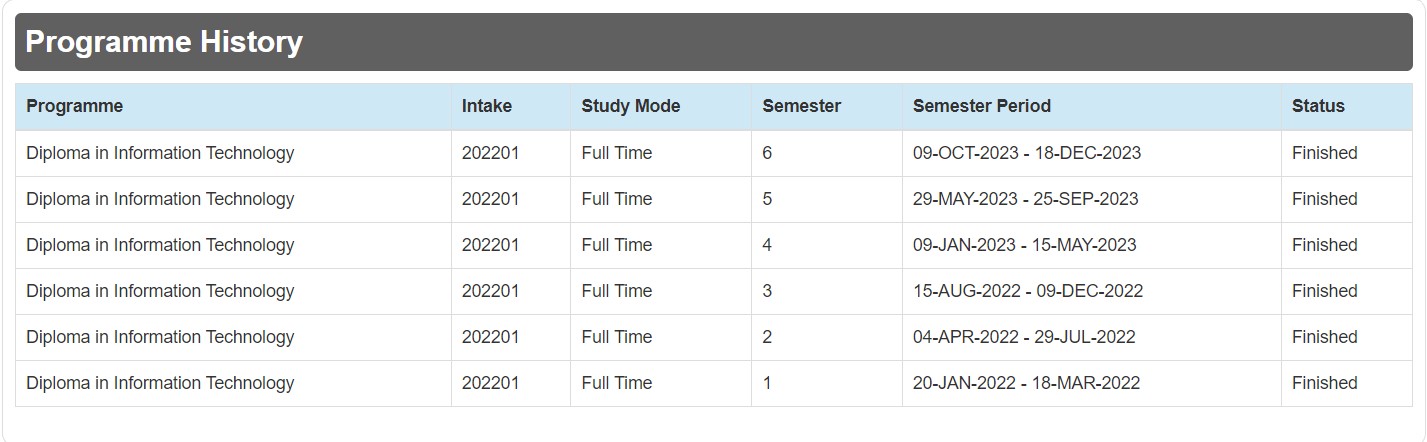 Programme History
Programme Intake Study Mode Semester Semester Period Status
Diploma in Information Technology 202201 Full Time 6 09-OCT-2023 - 18-DEC-2023 Finished
Diploma in Information Technology 202201 Full Time 5 29-MAY-2023 - 25-SEP-2023 Finished
Diploma in Information Technology 202201 Full Time 4 09-JAN-2023 - 15-MAY-2023 Finished
Diploma in Information Technology 202201 Full Time 3 15-AUG-2022 - 09-DEC-2022 Finished
Diploma in Information Technology 202201 Full Time 2 04-APR-2022 - 29-JUL-2022 Finished
Diploma in Information Technology 202201 Full Time 1 20-JAN-2022 - 18-MAR-2022 Finished